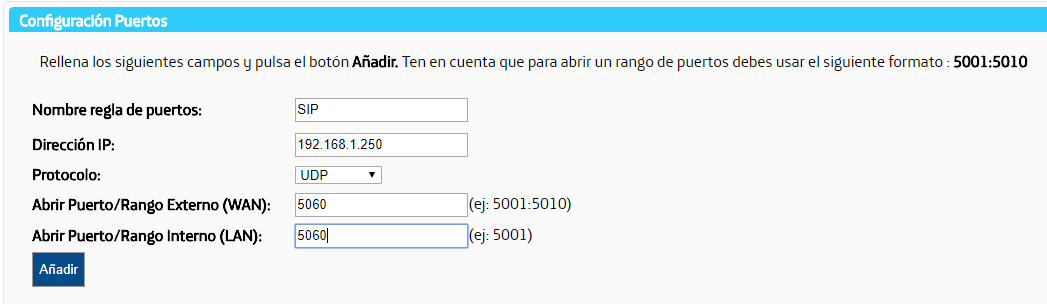 Configuración Puertos
Rellena los siguientes campos y pulsa el botón Añadir. Ten en cuenta que para abrir un rango de puertos debes usar el siguiente formato : 5001:5010
Nombre regla de puertos: SIP
Dirección IP: 192.168.1.250
Protocolo: UDP
Abrir Puerto/Rango Externo (WAN): 5060 (ej: 5001:5010)
Abrir Puerto/Rango Interno (LAN): 5060 (ej: 5001)
Añadir